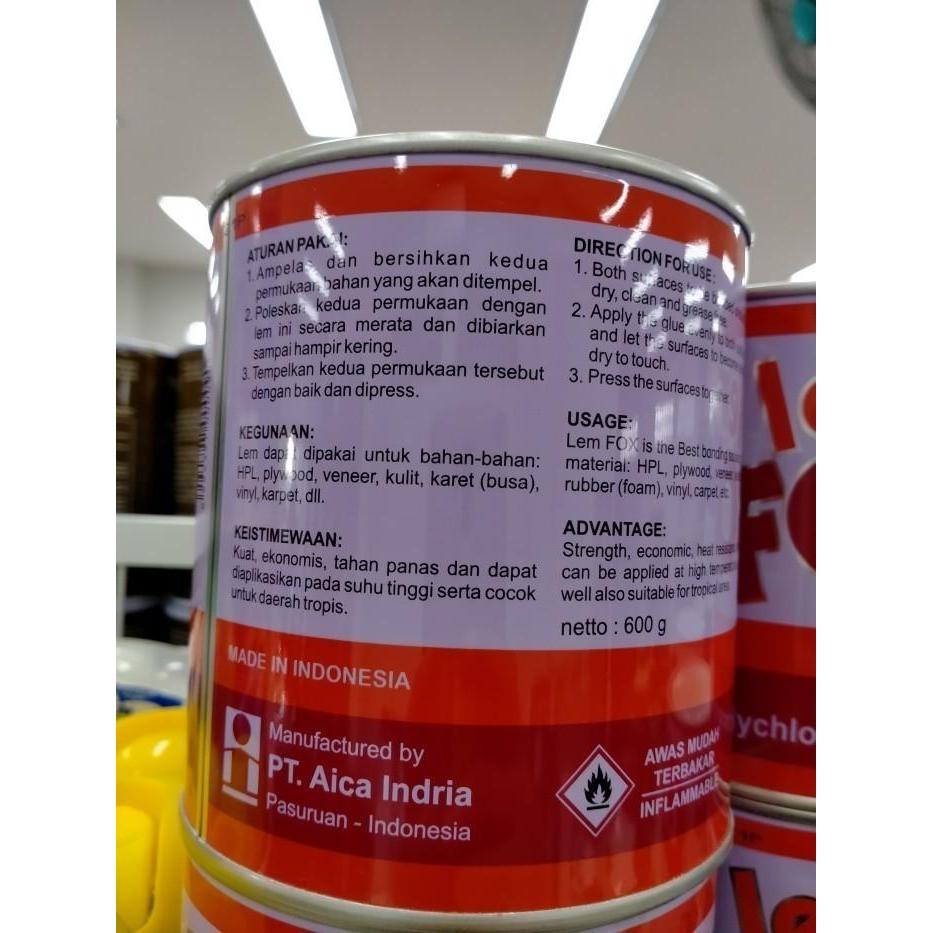 ATURAN PAKAI:
1. Ampelas dan bersihkan kedua
permukaan bahan yang akan ditempel.
2. Poleskan kedua permukaan dengan
lem ini secara merata dan dibiarkan
sampai hampir kering.
3. Tempelkan kedua permukaan tersebut
dengan baik dan dipress.
KEGUNAAN:
Lem dapat dipakai untuk bahan-bahan:
HPL, plywood, veneer, kulit, karet (busa),
vinyl, karpet, dll.
KEISTIMEWAAN:
Kuat, ekonomis, tahan panas dan dapat
diaplikasikan pada suhu tinggi serta cocok
untuk daerah tropis.
DIRECTION FOR USE:
1. Both surfaces to be
dry, clean and grease
2. Apply the glue evenly to both
and let the surfaces to
dry to touch.
3. Press the surfaces together
USAGE:
Lem FOX is the Best bonding
material: HPL, plywood, veneer,
rubber (foam), vinyl, carpet, etc.
ADVANTAGE:
Strength, economic, heat
can be applied at high
well also suitable for tropical
netto : 600 g
MADE IN INDONESIA
Manufactured by
PT. Aica Indria
Pasuruan - Indonesia
AWAS MUDAH
TERBAKAR
INFLAMMABLE